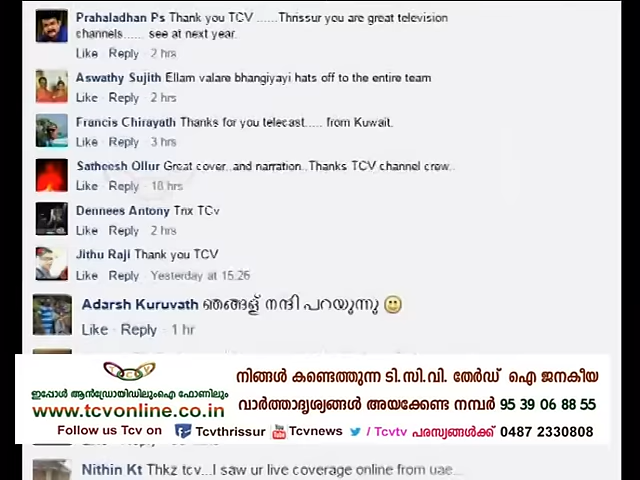 Prahaladhan Ps Thank you TCV ......Thrissur you are great television
channels...... see at next year.
Like · Reply · 2 hrs
Aswathy Sujith Ellam valare bhangiyayi hats off to the entire team
Like · Reply · 2 hrs
Francis Chirayath Thanks for you telecast..... from Kuwait.
Like · Reply · 3 hrs
Satheesh Ollur Great cover..and narration..Thanks TCV channel crew..
Like · Reply · 18 hrs
Dennees Antony Tnx TCv
Like · Reply · 2 hrs
Jithu Raji Thank you TCV
Like · Reply · Yesterday at 15:26
Adarsh Kuruvath ഞങ്ങള് നന്ദി പറയുന്നു 🙂
Like · Reply · 1 hr
TCV
ഇപ്പോൾ ആൻഡ്രോയിഡിലുംഐ ഫോണിലും
www.tcvonline.co.in
നിങ്ങൾ കണ്ടെത്തുന്ന ടി.സി.വി. തേർഡ് ഐ ജനകീയ
വാർത്താദൃശ്യങ്ങൾ അയക്കേണ്ട നമ്പർ 95 39 06 88 55
Follow us Tcv on Tcvthrissur Tcvnews / Tcvtv പരസ്യങ്ങൾക്ക് 0487 2330808
Nithin Kt Thkz tcv...I saw ur live coverage online from uae...